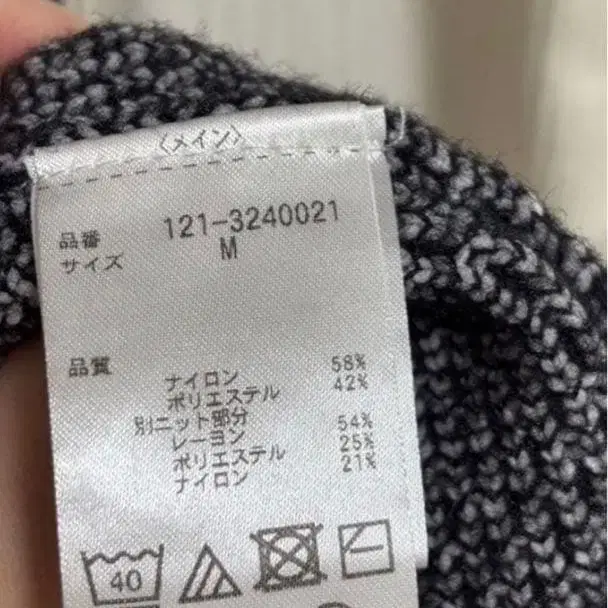 〈メイン〉
品番 121-3240021
サイズ M
品質
ナイロン 58%
ポリエステル 42%
別ニット部分
レーヨン 54%
ポリエステル 25%
ナイロン 21%
40